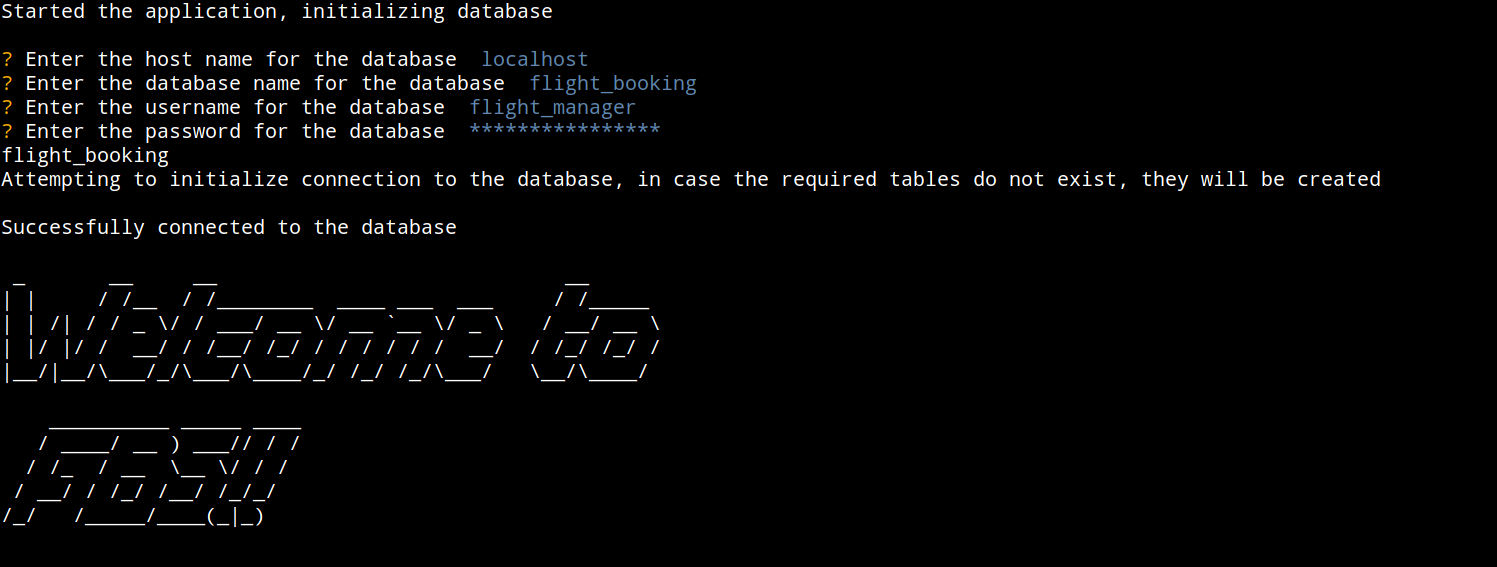 Started the application, initializing database
? Enter the host name for the database localhost
? Enter the database name for the database flight_booking
? Enter the username for the database flight_manager
? Enter the password for the database ****************
flight_booking
Attempting to initialize connection to the database, in case the required tables do not exist, they will be created
Successfully connected to the database
Welcome to
FBS!!